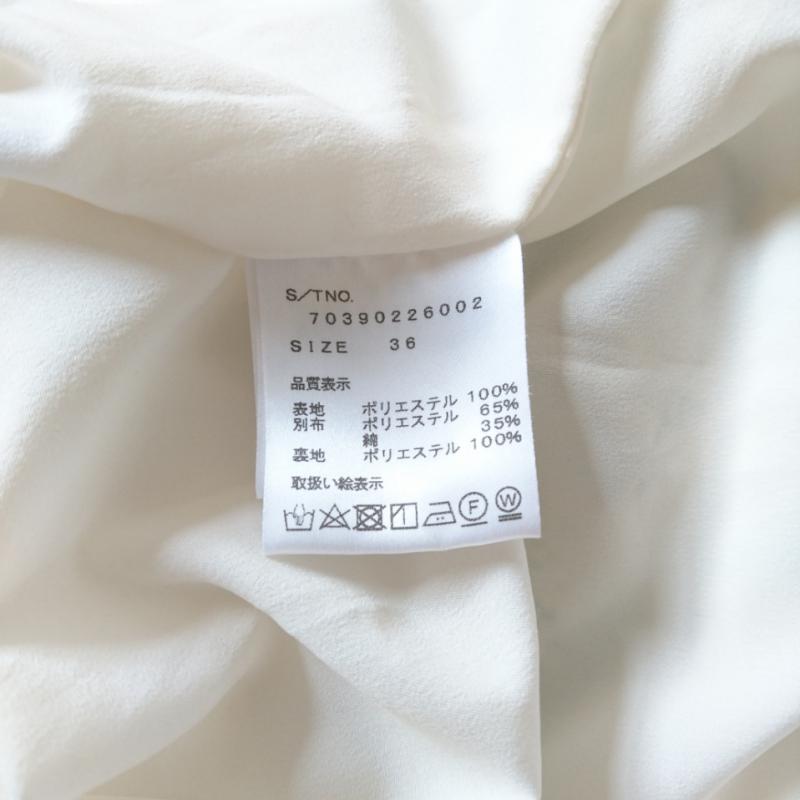 S/TNO.
70390226002
SIZE 36
品質表示
表地 ポリエステル 100%
別布 ポリエステル 65%
綿 35%
裏地 ポリエステル 100%
取扱い絵表示
F W